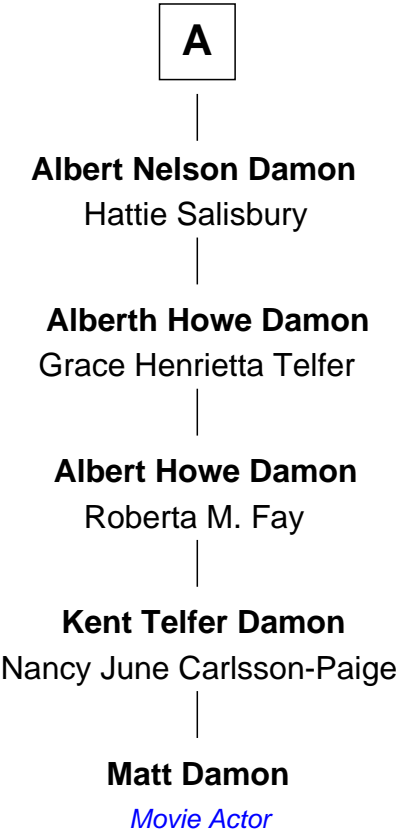 A
Albert Nelson Damon
Hattie Salisbury
Alberth Howe Damon
Grace Henrietta Telfer
Albert Howe Damon
Roberta M. Fay
Kent Telfer Damon
Nancy June Carlsson-Paige
Matt Damon
Movie Actor